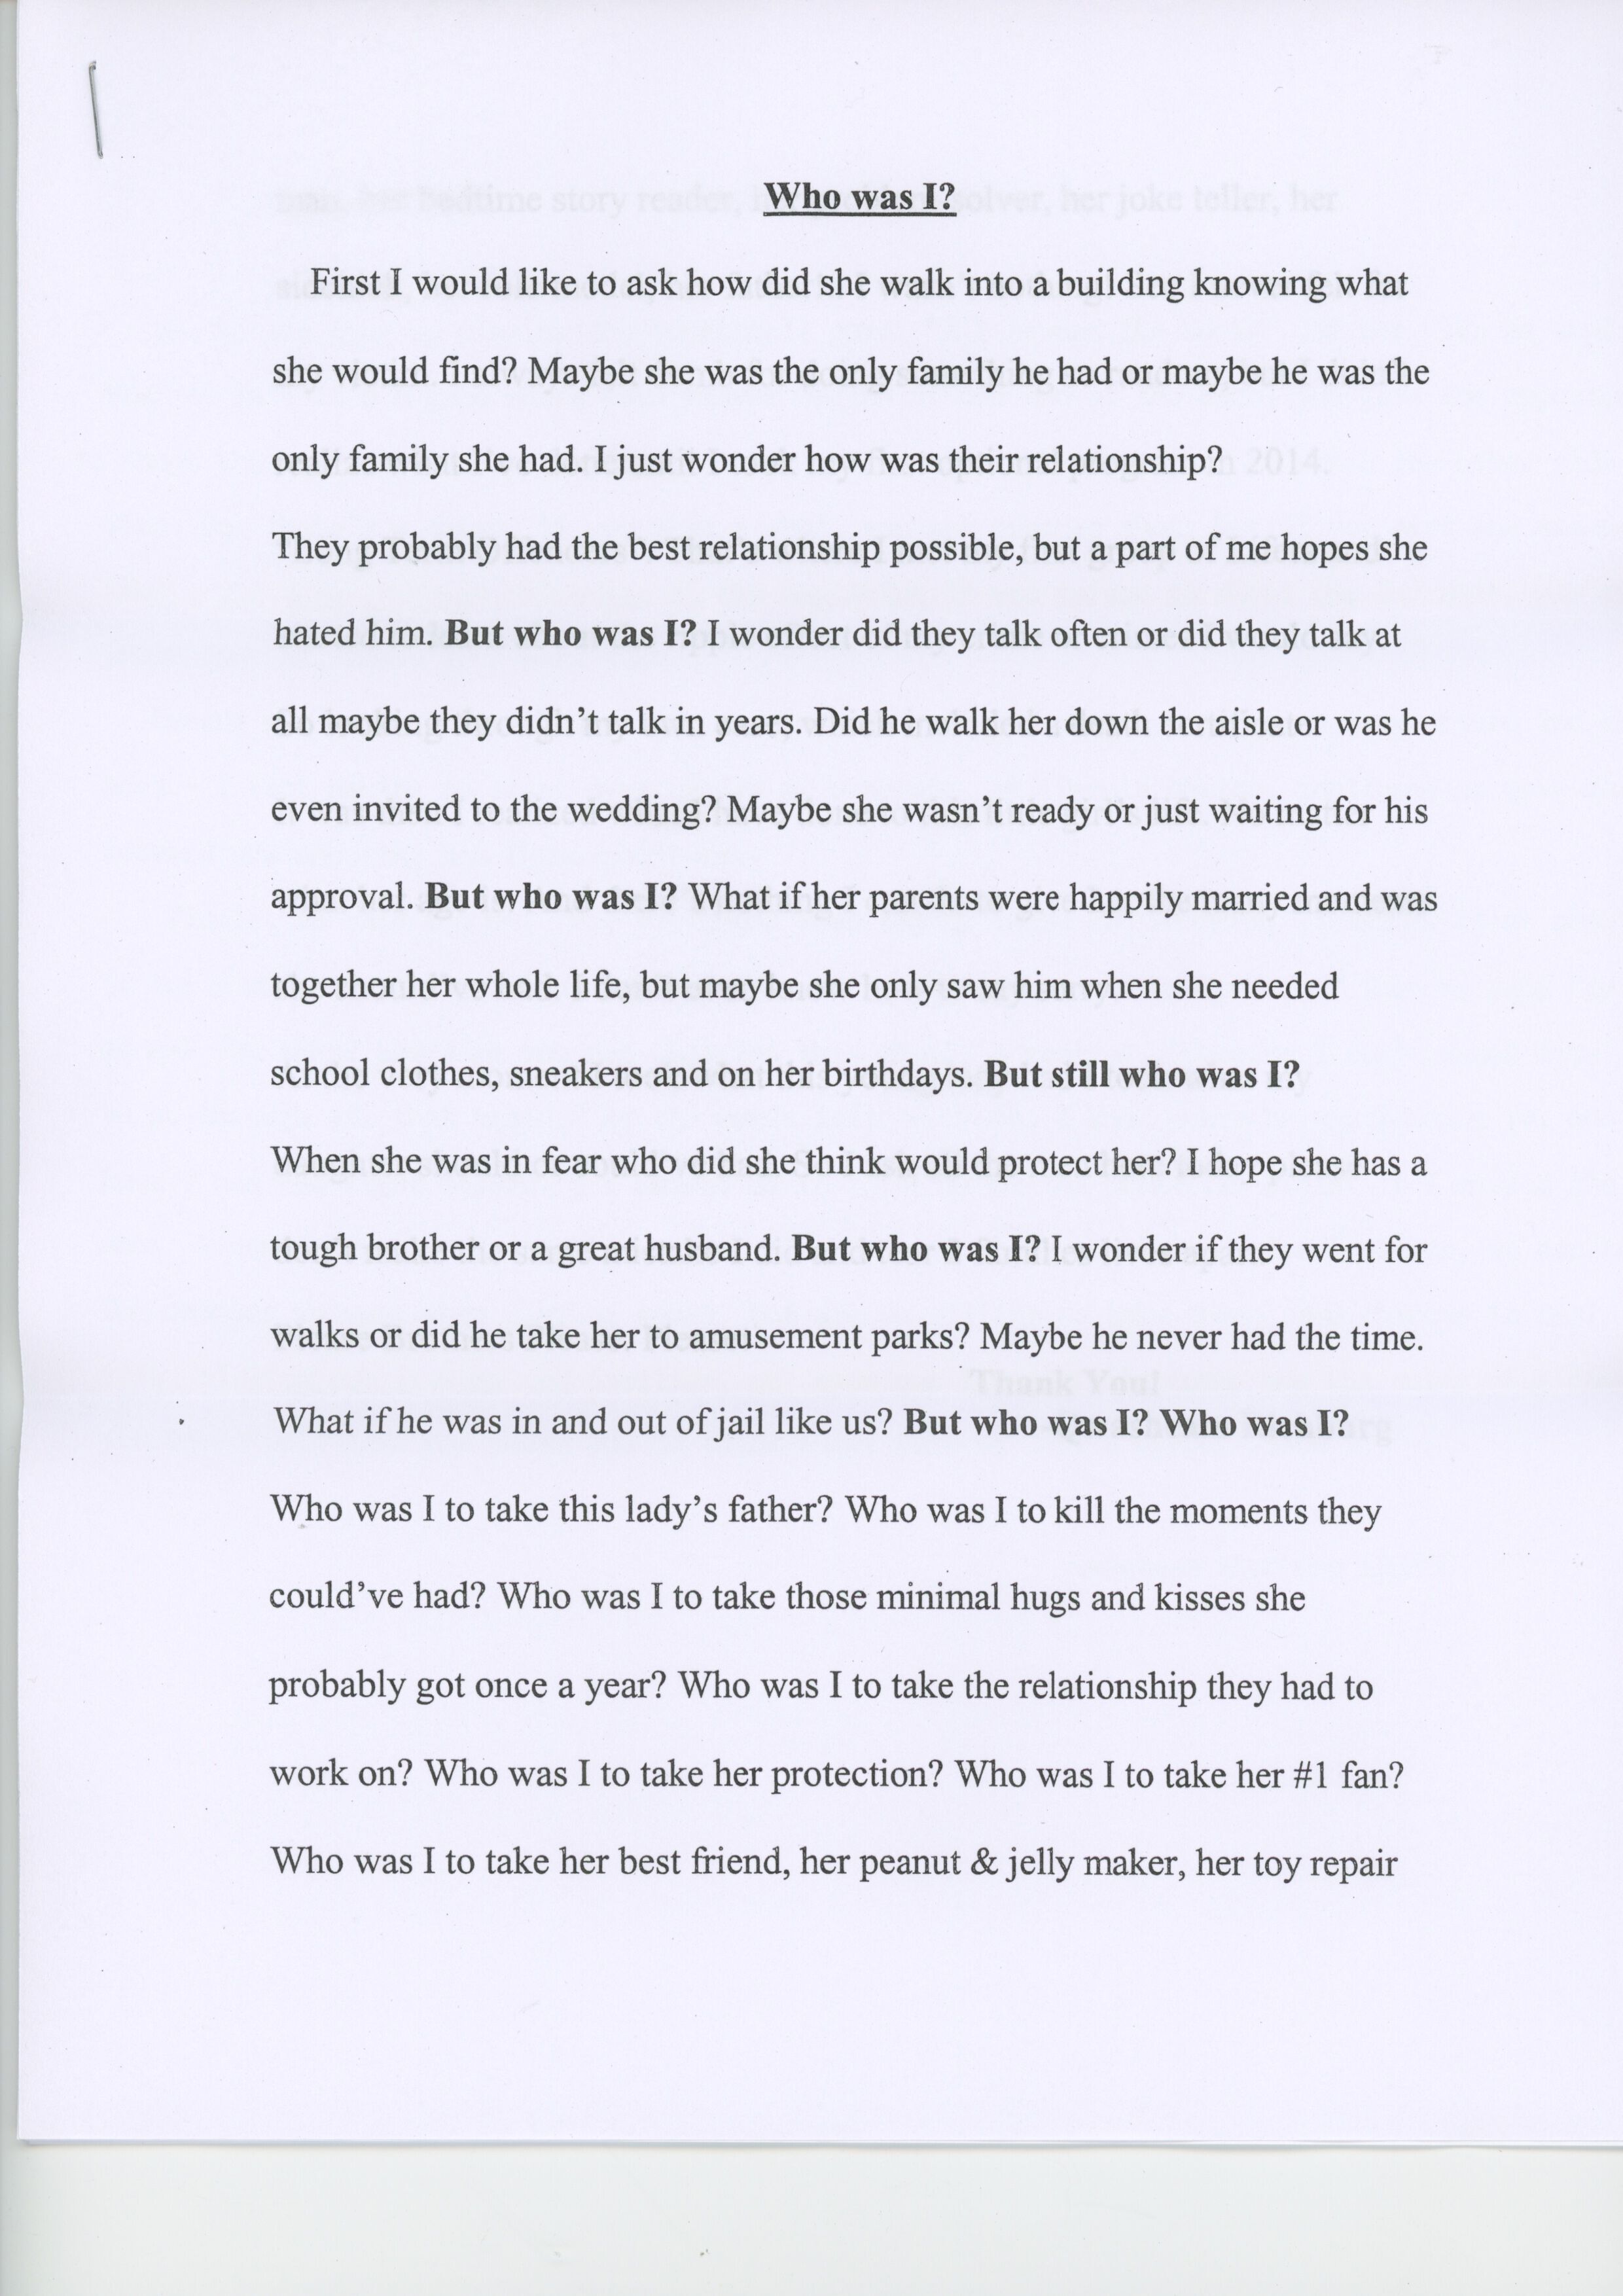 Who was I?
First I would like to ask how did she walk into a building knowing what
she would find? Maybe she was the only family he had or maybe he was the
only family she had. I just wonder how was their relationship?
They probably had the best relationship possible, but a part of me hopes she
hated him. But who was I? I wonder did they talk often or did they talk at
all maybe they didn’t talk in years. Did he walk her down the aisle or was he
even invited to the wedding? Maybe she wasn’t ready or just waiting for his
approval. But who was I? What if her parents were happily married and was
together her whole life, but maybe she only saw him when she needed
school clothes, sneakers and on her birthdays. But still who was I?
When she was in fear who did she think would protect her? I hope she has a
tough brother or a great husband. But who was I? I wonder if they went for
walks or did he take her to amusement parks? Maybe he never had the time.
What if he was in and out of jail like us? But who was I? Who was I?
Who was I to take this lady’s father? Who was I to kill the moments they
could’ve had? Who was I to take those minimal hugs and kisses she
probably got once a year? Who was I to take the relationship they had to
work on? Who was I to take her protection? Who was I to take her #1 fan?
Who was I to take her best friend, her peanut & jelly maker, her toy repair